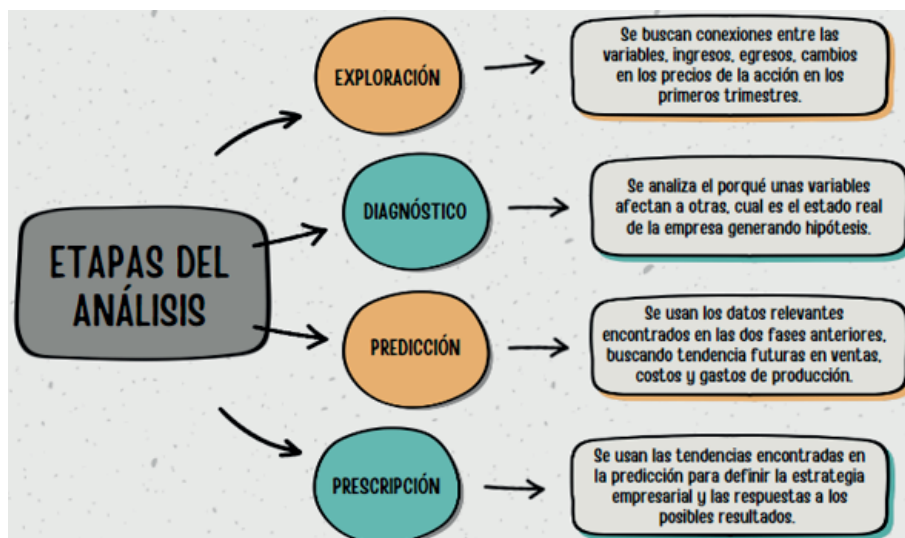 ETAPAS DEL
ANÁLISIS
EXPLORACIÓN
Se buscan conexiones entre las
variables, ingresos, egresos, cambios
en los precios de la acción en los
primeros trimestres.
DIAGNÓSTICO
Se analiza el porqué unas variables
afectan a otras, cual es el estado real
de la empresa generando hipótesis.
PREDICCIÓN
Se usan los datos relevantes
encontrados en las dos fases anteriores,
buscando tendencia futuras en ventas,
costos y gastos de producción.
PRESCRIPCIÓN
Se usan las tendencias encontradas en
la predicción para definir la estrategia
empresarial y las respuestas a los
posibles resultados.